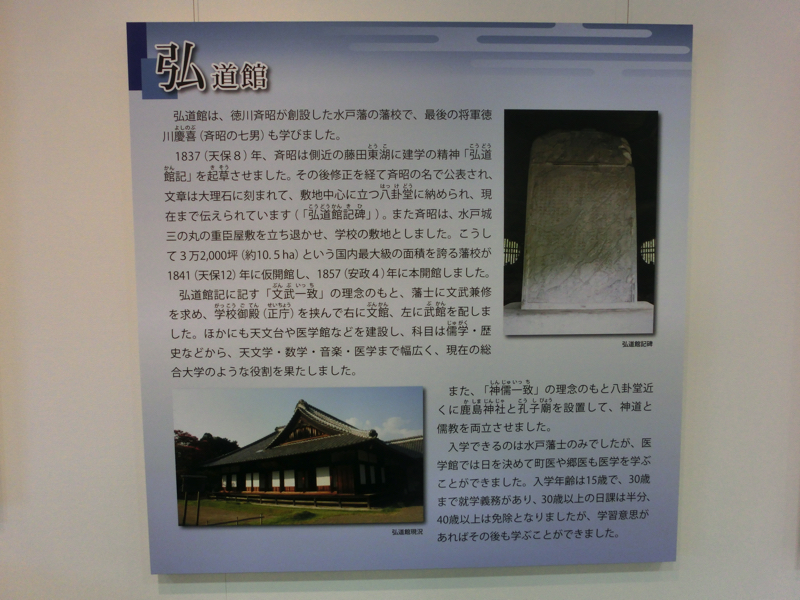 弘道館
弘道館は、徳川斉昭が創設した水戸藩の藩校で、最後の将軍徳
川慶喜（斉昭の七男）も学びました。
1837（天保８）年、斉昭は側近の藤田東湖に建学の精神「弘道
館記」を起草させました。その後修正を経て斉昭の名で公表され、
文章は大理石に刻まれて、敷地中心に立つ八卦堂に納められ、現
在まで伝えられています（「弘道館記碑」）。また斉昭は、水戸城
三の丸の重臣屋敷を立ち退かせ、学校の敷地としました。こうし
て３万2,000坪（約10.５ha）という国内最大級の面積を誇る藩校が
1841（天保12）年に仮開館し、1857（安政４）年に本開館しました。
弘道館記に記す「文武一致」の理念のもと、藩士に文武兼修
を求め、学校御殿（正庁）を挟んで右に文館、左に武館を配しま
した。ほかにも天文台や医学館などを建設し、科目は儒学・歴
史などから、天文学・数学・音楽・医学まで幅広く、現在の総
合大学のような役割を果たしました。
弘道館記碑
また、「神儒一致」の理念のもと八卦堂近
くに鹿島神社と孔子廟を設置して、神道と
儒教を両立させました。
入学できるのは水戸藩士のみでしたが、医
学館では日を決めて町医や郷医も医学を学ぶ
ことができました。入学年齢は15歳で、30歳
まで就学義務があり、30歳以上の日課は半分、
40歳以上は免除となりましたが、学習意思が
あればその後も学ぶことができました。
弘道館現況